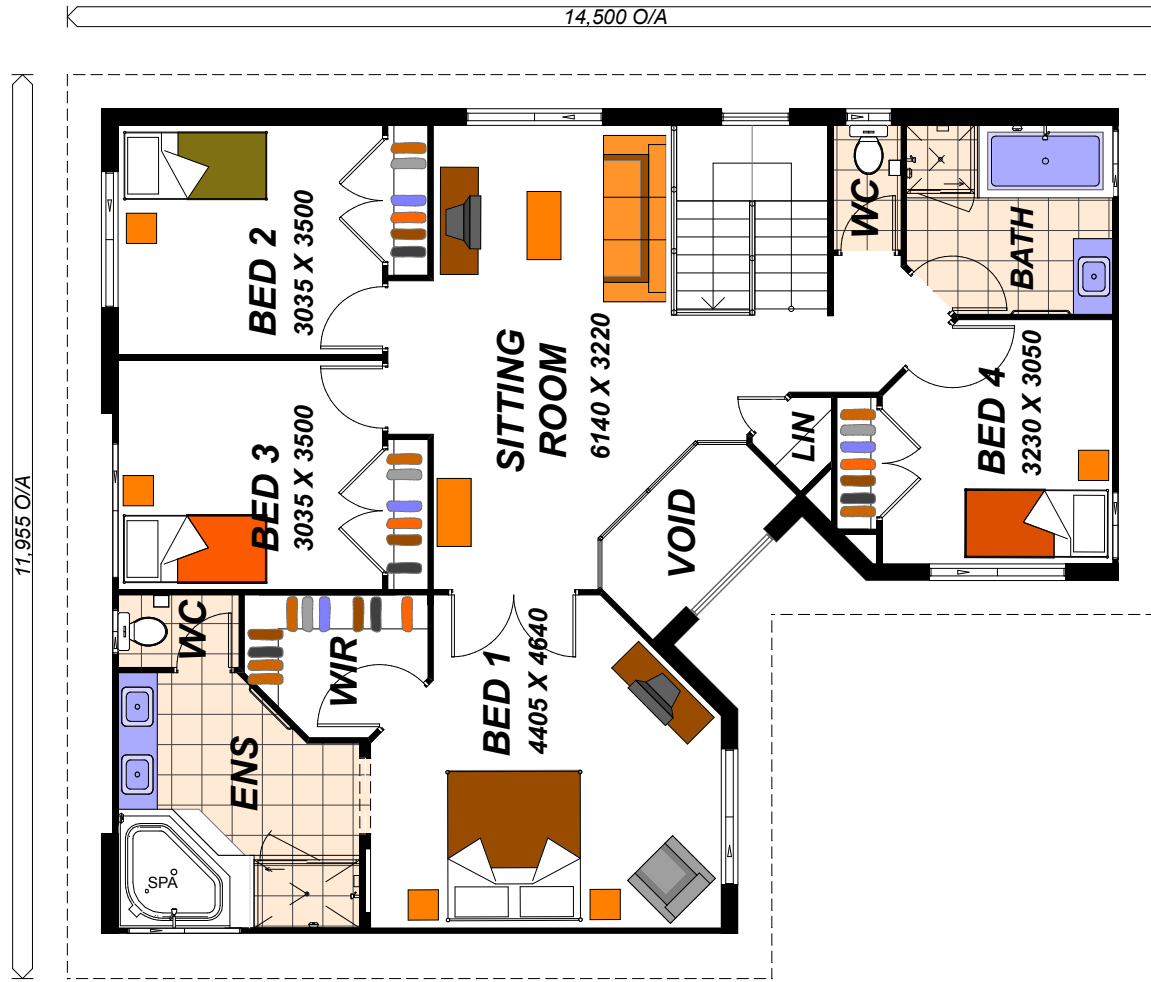 14,500 O/A
11,955 O/A
BED 2
3035 X 3500
SITTING
ROOM
6140 X 3220
WC
BATH
BED 3
3035 X 3500
LIN
BED 4
3230 X 3050
VOID
WC
WIR
BED 1
4405 X 4640
ENS
SPA